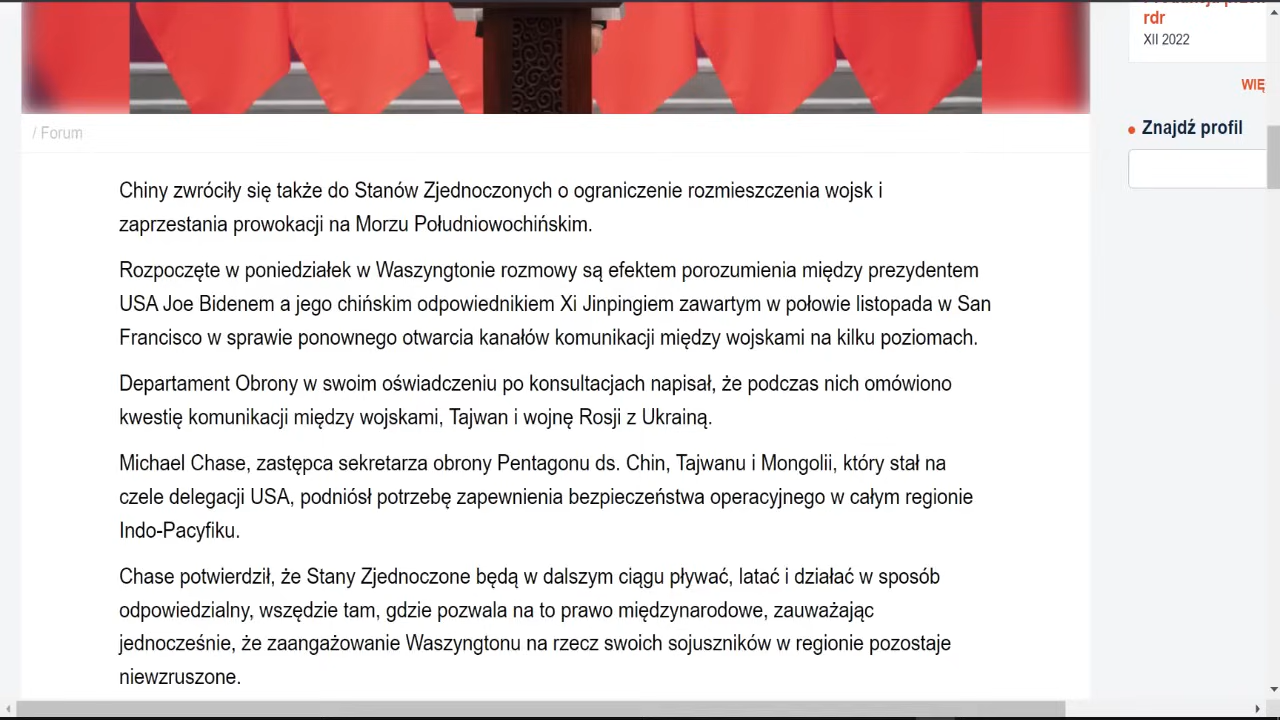 rdr
XII 2022
WIĘ
Znajdź profil
/ Forum
Chiny zwróciły się także do Stanów Zjednoczonych o ograniczenie rozmieszczenia wojsk i
zaprzestania prowokacji na Morzu Południowochińskim.
Rozpoczęte w poniedziałek w Waszyngtonie rozmowy są efektem porozumienia między prezydentem
USA Joe Bidenem a jego chińskim odpowiednikiem Xi Jinpingiem zawartym w połowie listopada w San
Francisco w sprawie ponownego otwarcia kanałów komunikacji między wojskami na kilku poziomach.
Departament Obrony w swoim oświadczeniu po konsultacjach napisał, że podczas nich omówiono
kwestię komunikacji między wojskami, Tajwan i wojnę Rosji z Ukrainą.
Michael Chase, zastępca sekretarza obrony Pentagonu ds. Chin, Tajwanu i Mongolii, który stał na
czele delegacji USA, podniósł potrzebę zapewnienia bezpieczeństwa operacyjnego w całym regionie
Indo-Pacyfiku.
Chase potwierdził, że Stany Zjednoczone będą w dalszym ciągu pływać, latać i działać w sposób
odpowiedzialny, wszędzie tam, gdzie pozwala na to prawo międzynarodowe, zauważając
jednocześnie, że zaangażowanie Waszyngtonu na rzecz swoich sojuszników w regionie pozostaje
niewzruszone.